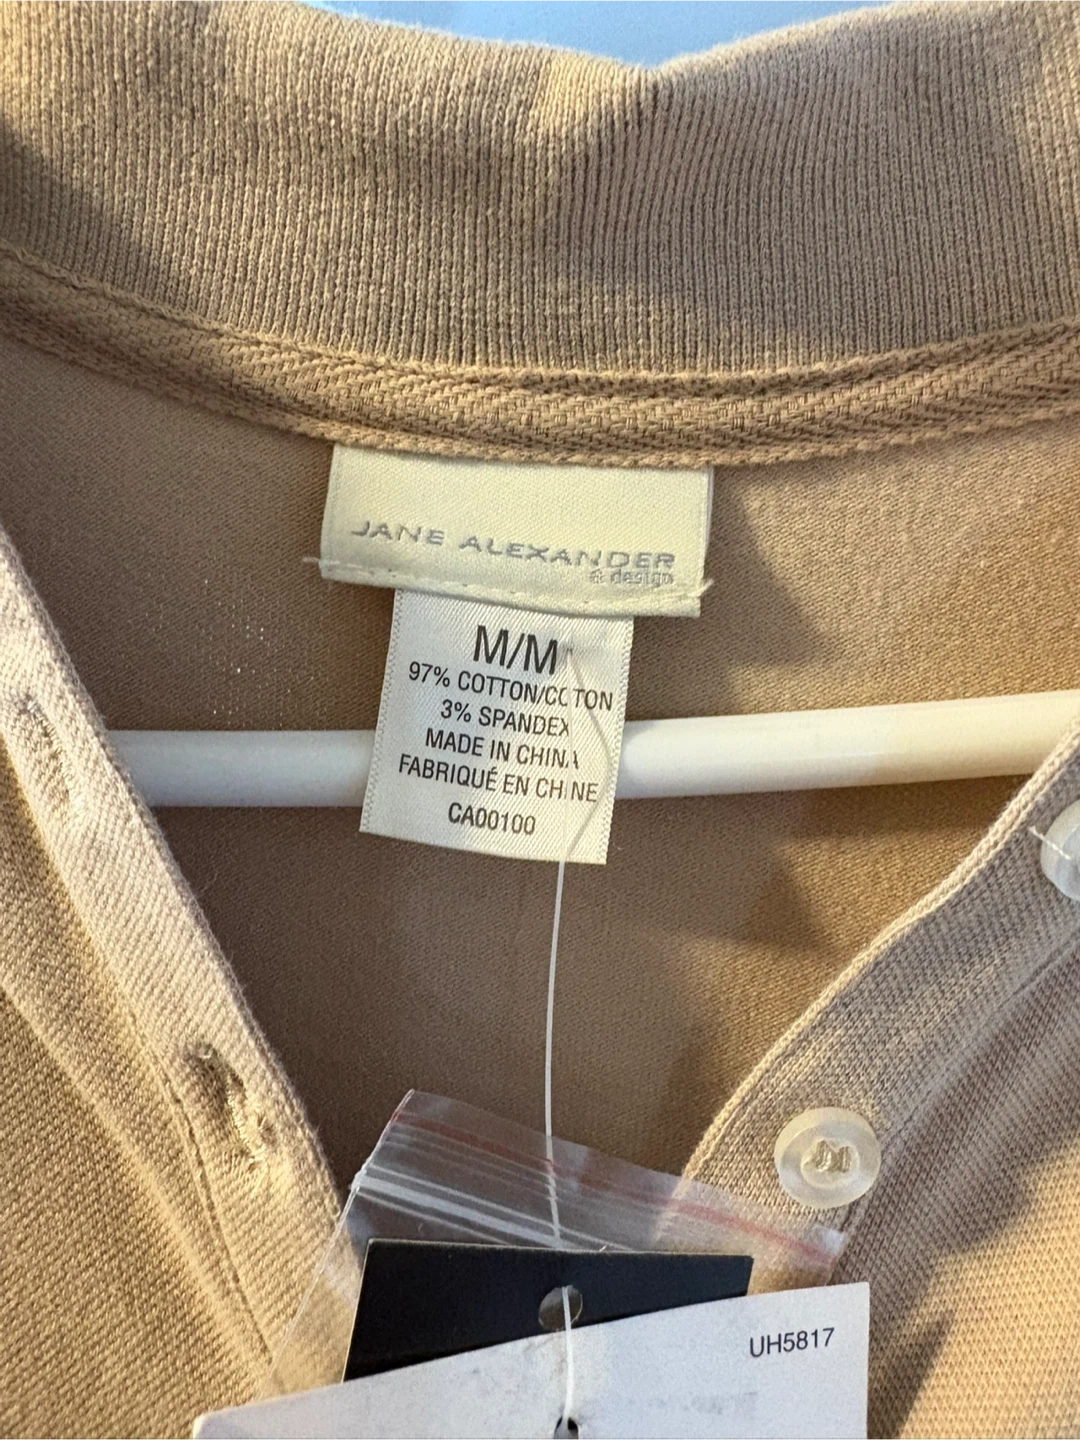 JANE ALEXANDER
& design
M/M
97% COTTON/COTON
3% SPANDEX
MADE IN CHINA
FABRIQUÉ EN CHINE
CA00100
UH5817